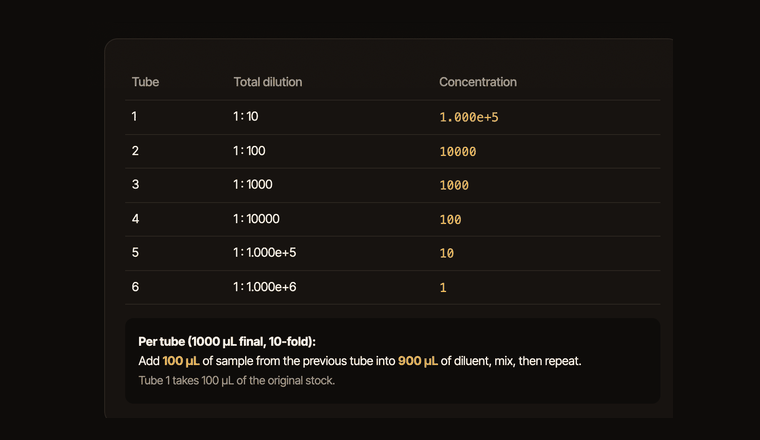 Tube Total dilution Concentration
1 1 : 10 1.000e+5
2 1 : 100 10000
3 1 : 1000 1000
4 1 : 10000 100
5 1 : 1.000e+5 10
6 1 : 1.000e+6 1
Per tube (1000 µL final, 10-fold):
Add 100 µL of sample from the previous tube into 900 µL of diluent, mix, then repeat.
Tube 1 takes 100 µL of the original stock.